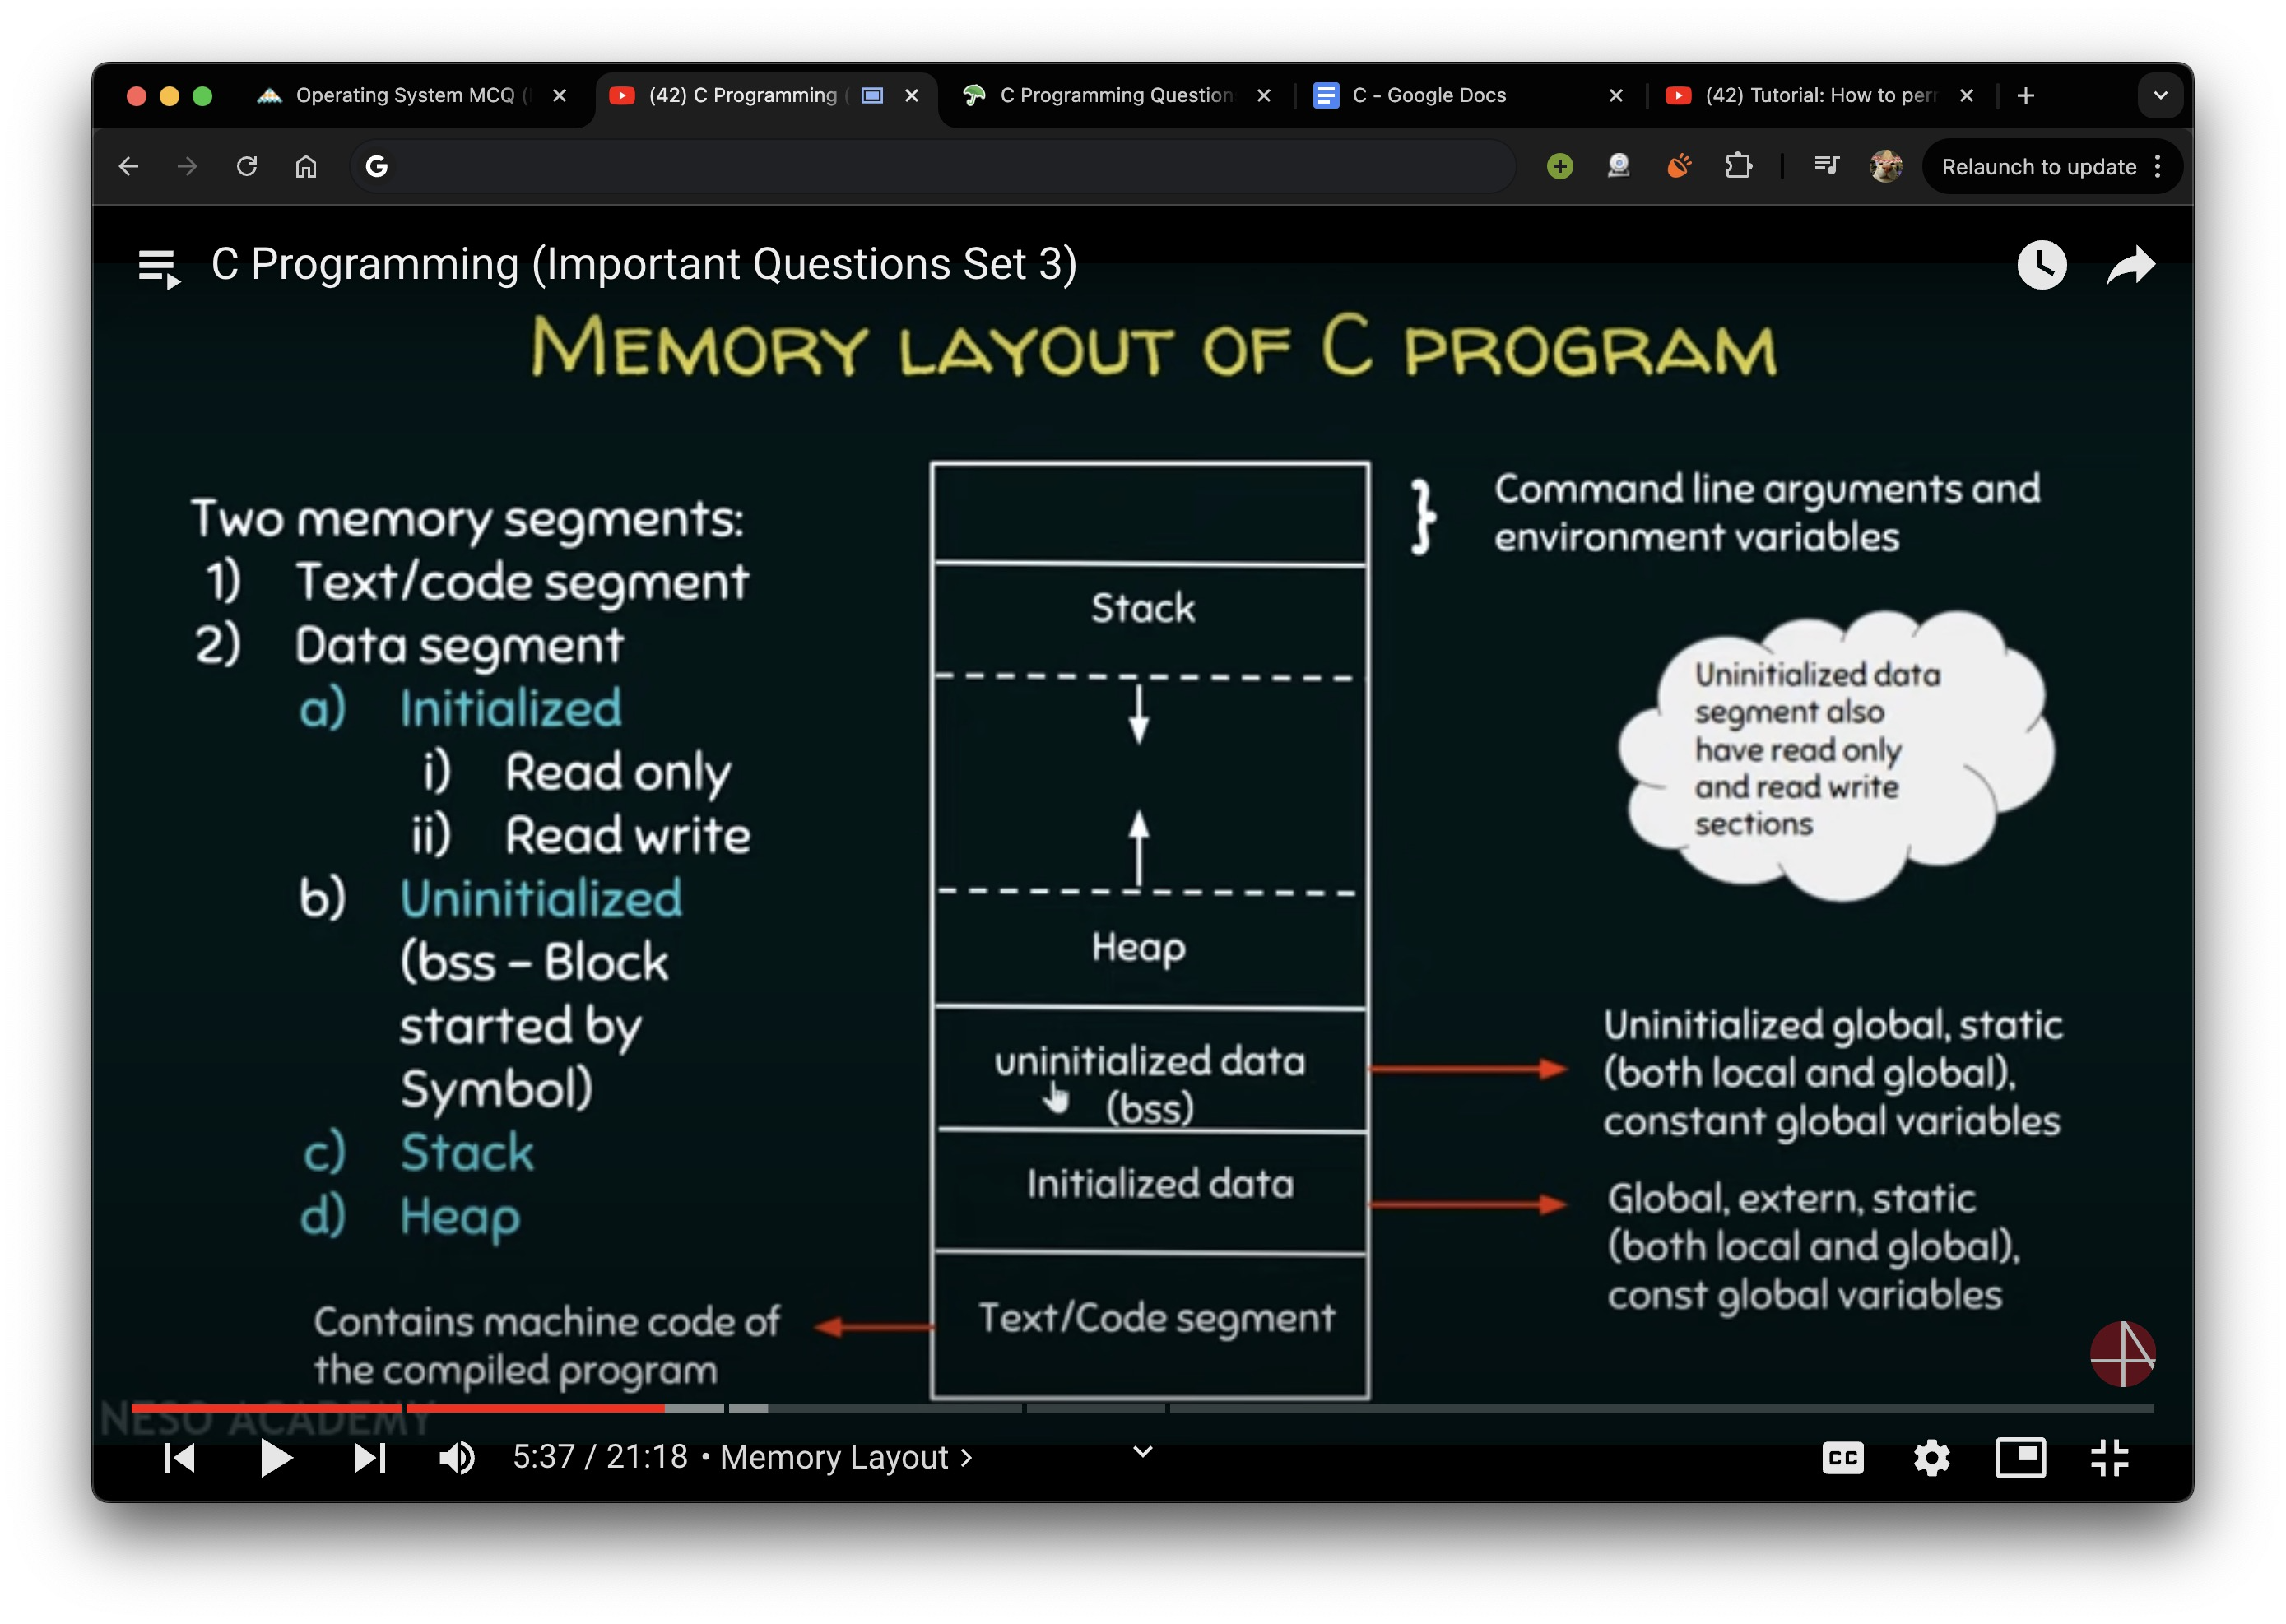 Operating System MCQ (
(42) C Programming (
C Programming Question
C - Google Docs
(42) Tutorial: How to per
G
Relaunch to update
C Programming (Important Questions Set 3)
MEMORY LAYOUT OF C PROGRAM
Two memory segments:
1) Text/code segment
2) Data segment
a) Initialized
i) Read only
ii) Read write
b) Uninitialized
(bss – Block
started by
Symbol)
c) Stack
d) Heap
Contains machine code of
the compiled program
Stack
Heap
uninitialized data
(bss)
Initialized data
Text/Code segment
} Command line arguments and
environment variables
Uninitialized data
segment also
have read only
and read write
sections
Uninitialized global, static
(both local and global),
constant global variables
Global, extern, static
(both local and global),
const global variables
NESO ACADEMY
5:37 / 21:18 • Memory Layout >
CC